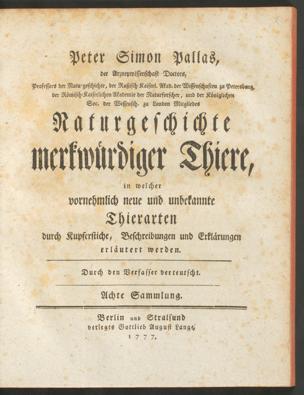 Peter Simon Pallas,
der Arzneywissenschaft Doctors,
Professors der Natur-geschichte, der Russisch Kaiserl. Akad. der Wissenschaften zu Petersburg,
der Römisch-Kaiserlichen Akademie der Naturforscher, und der Königlichen
Soc. der Wissensch. zu London Mitgliedes
Naturgeschichte
merkwürdiger Thiere,
in welcher
vornehmlich neue und unbekannte
Thierarten
durch Kupferstiche, Beschreibungen und Erklärungen
erläutert werden.
Durch den Verfasser verteutscht.
Achte Sammlung.
Berlin und Stralsund
verlegts Gottlieb August Lange,
1777.